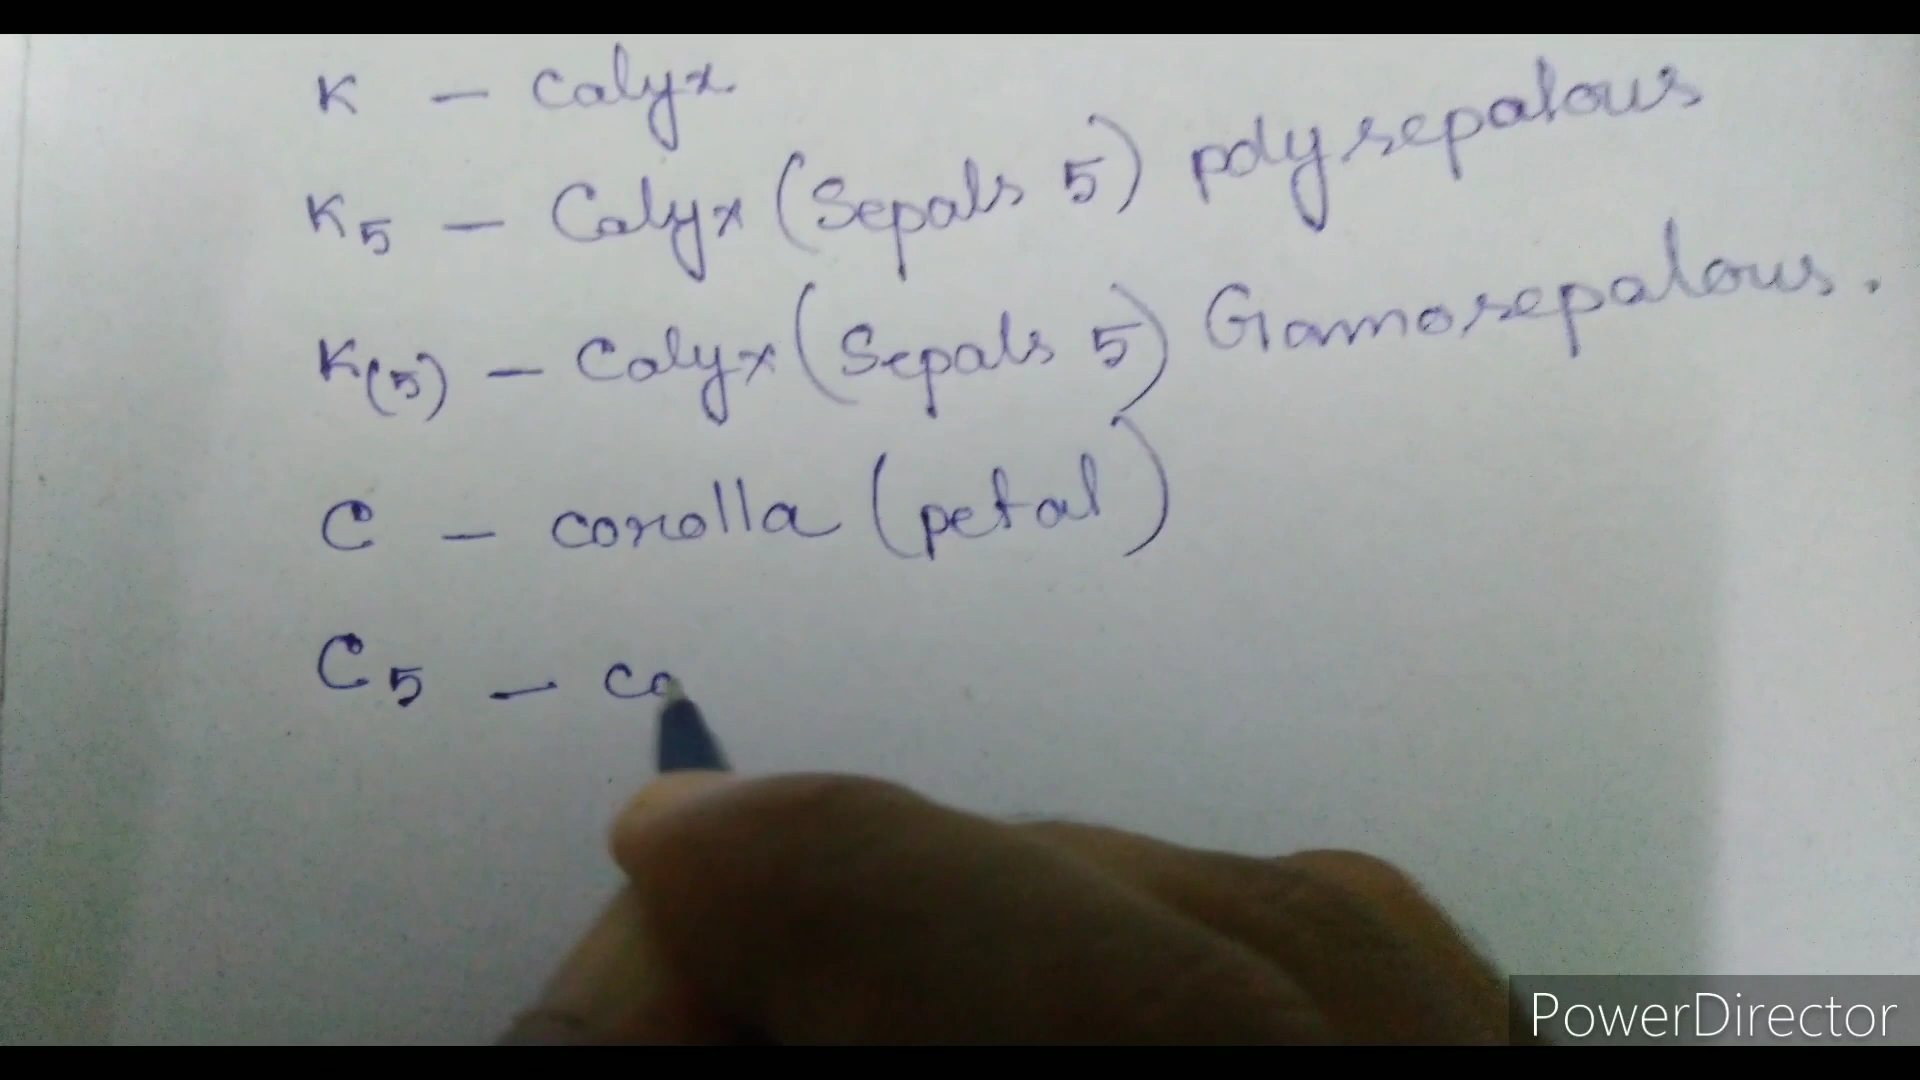 K - Calyx
K5 - Calyx (Sepals 5) polysepalous
K(5) - Calyx (Sepals 5) Gamosepalous.
C - corolla (petal)
C5 - co
PowerDirector